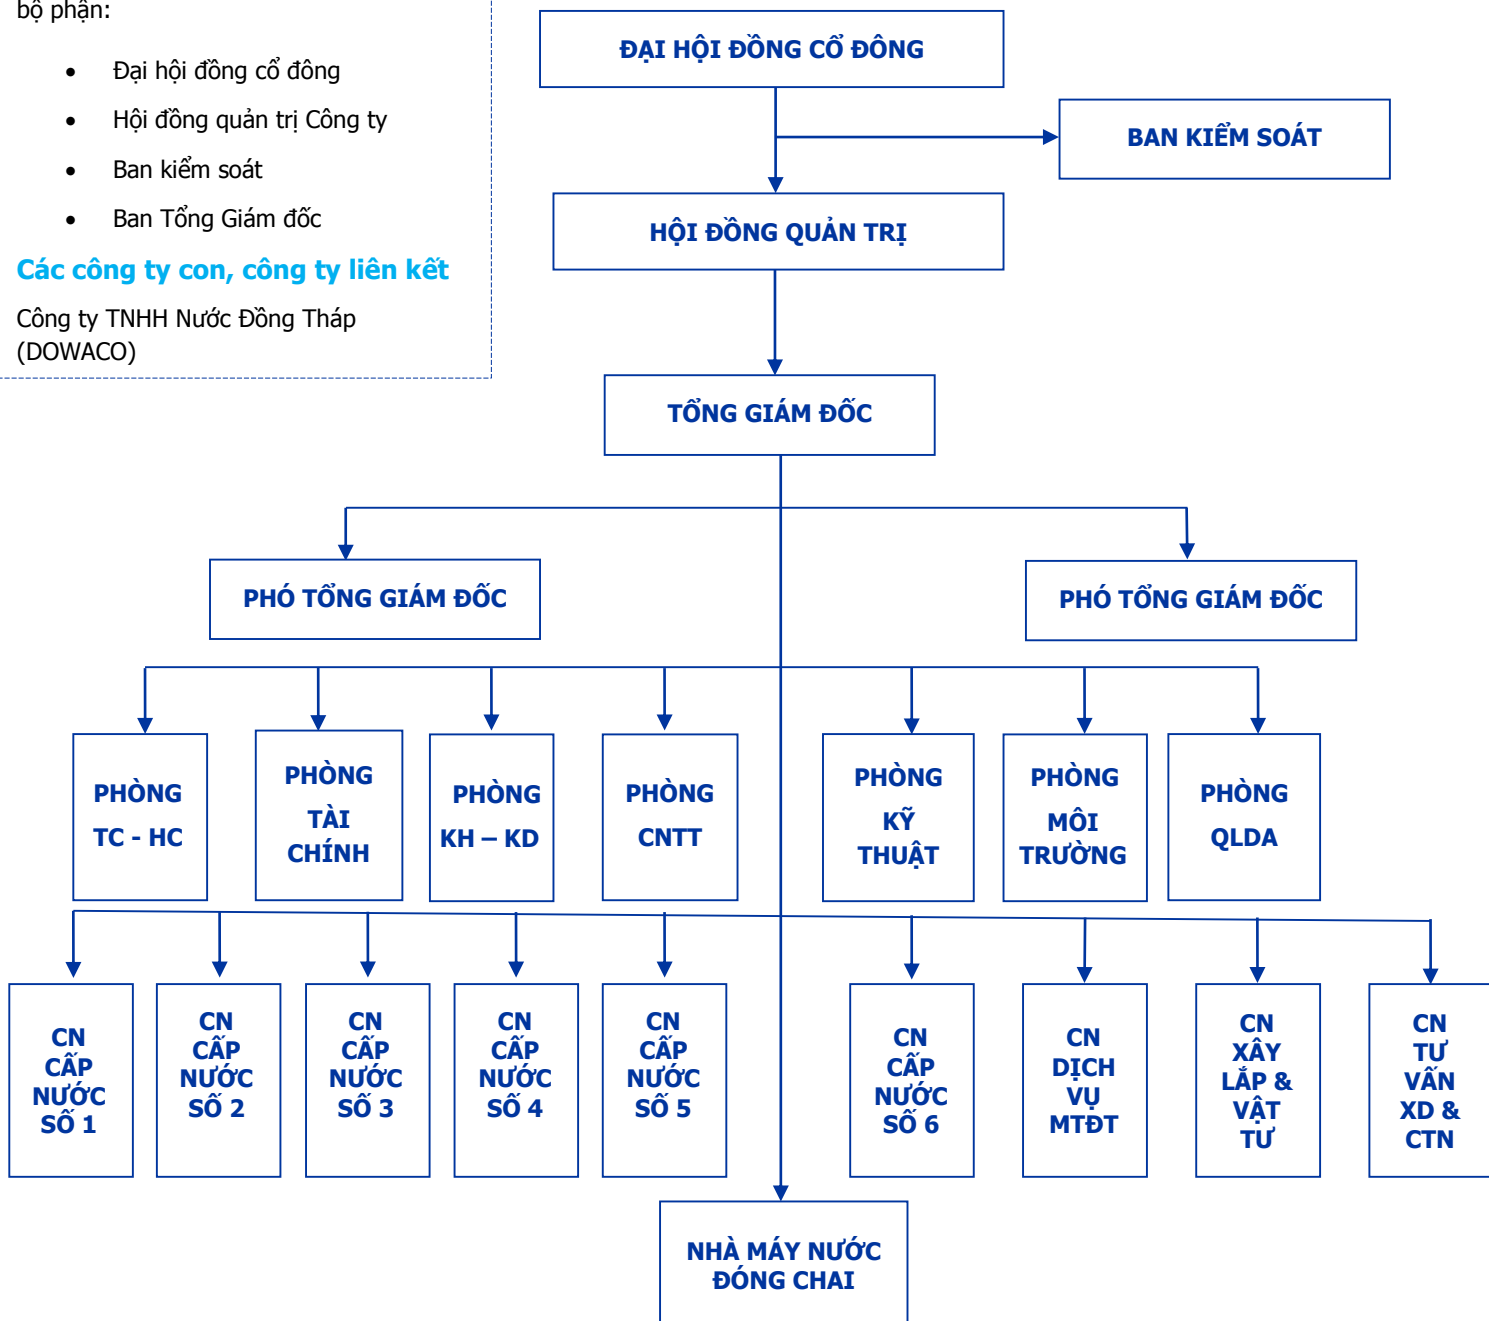 bộ phận:
• Đại hội đồng cổ đông
• Hội đồng quản trị Công ty
• Ban kiểm soát
• Ban Tổng Giám đốc
Các công ty con, công ty liên kết
Công ty TNHH Nước Đồng Tháp
(DOWACO)
ĐẠI HỘI ĐỒNG CỔ ĐÔNG
BAN KIỂM SOÁT
HỘI ĐỒNG QUẢN TRỊ
TỔNG GIÁM ĐỐC
PHÓ TỔNG GIÁM ĐỐC
PHÓ TỔNG GIÁM ĐỐC
PHÒNG
TC - HC
PHÒNG
TÀI
CHÍNH
PHÒNG
KH – KD
PHÒNG
CNTT
PHÒNG
KỸ
THUẬT
PHÒNG
MÔI
TRƯỜNG
PHÒNG
QLDA
CN
CẤP
NƯỚC
SỐ 1
CN
CẤP
NƯỚC
SỐ 2
CN
CẤP
NƯỚC
SỐ 3
CN
CẤP
NƯỚC
SỐ 4
CN
CẤP
NƯỚC
SỐ 5
CN
CẤP
NƯỚC
SỐ 6
CN
DỊCH
VỤ
MTĐT
CN
XÂY
LẮP &
VẬT
TƯ
CN
TƯ
VẤN
XD &
CTN
NHÀ MÁY NƯỚC
ĐÓNG CHAI